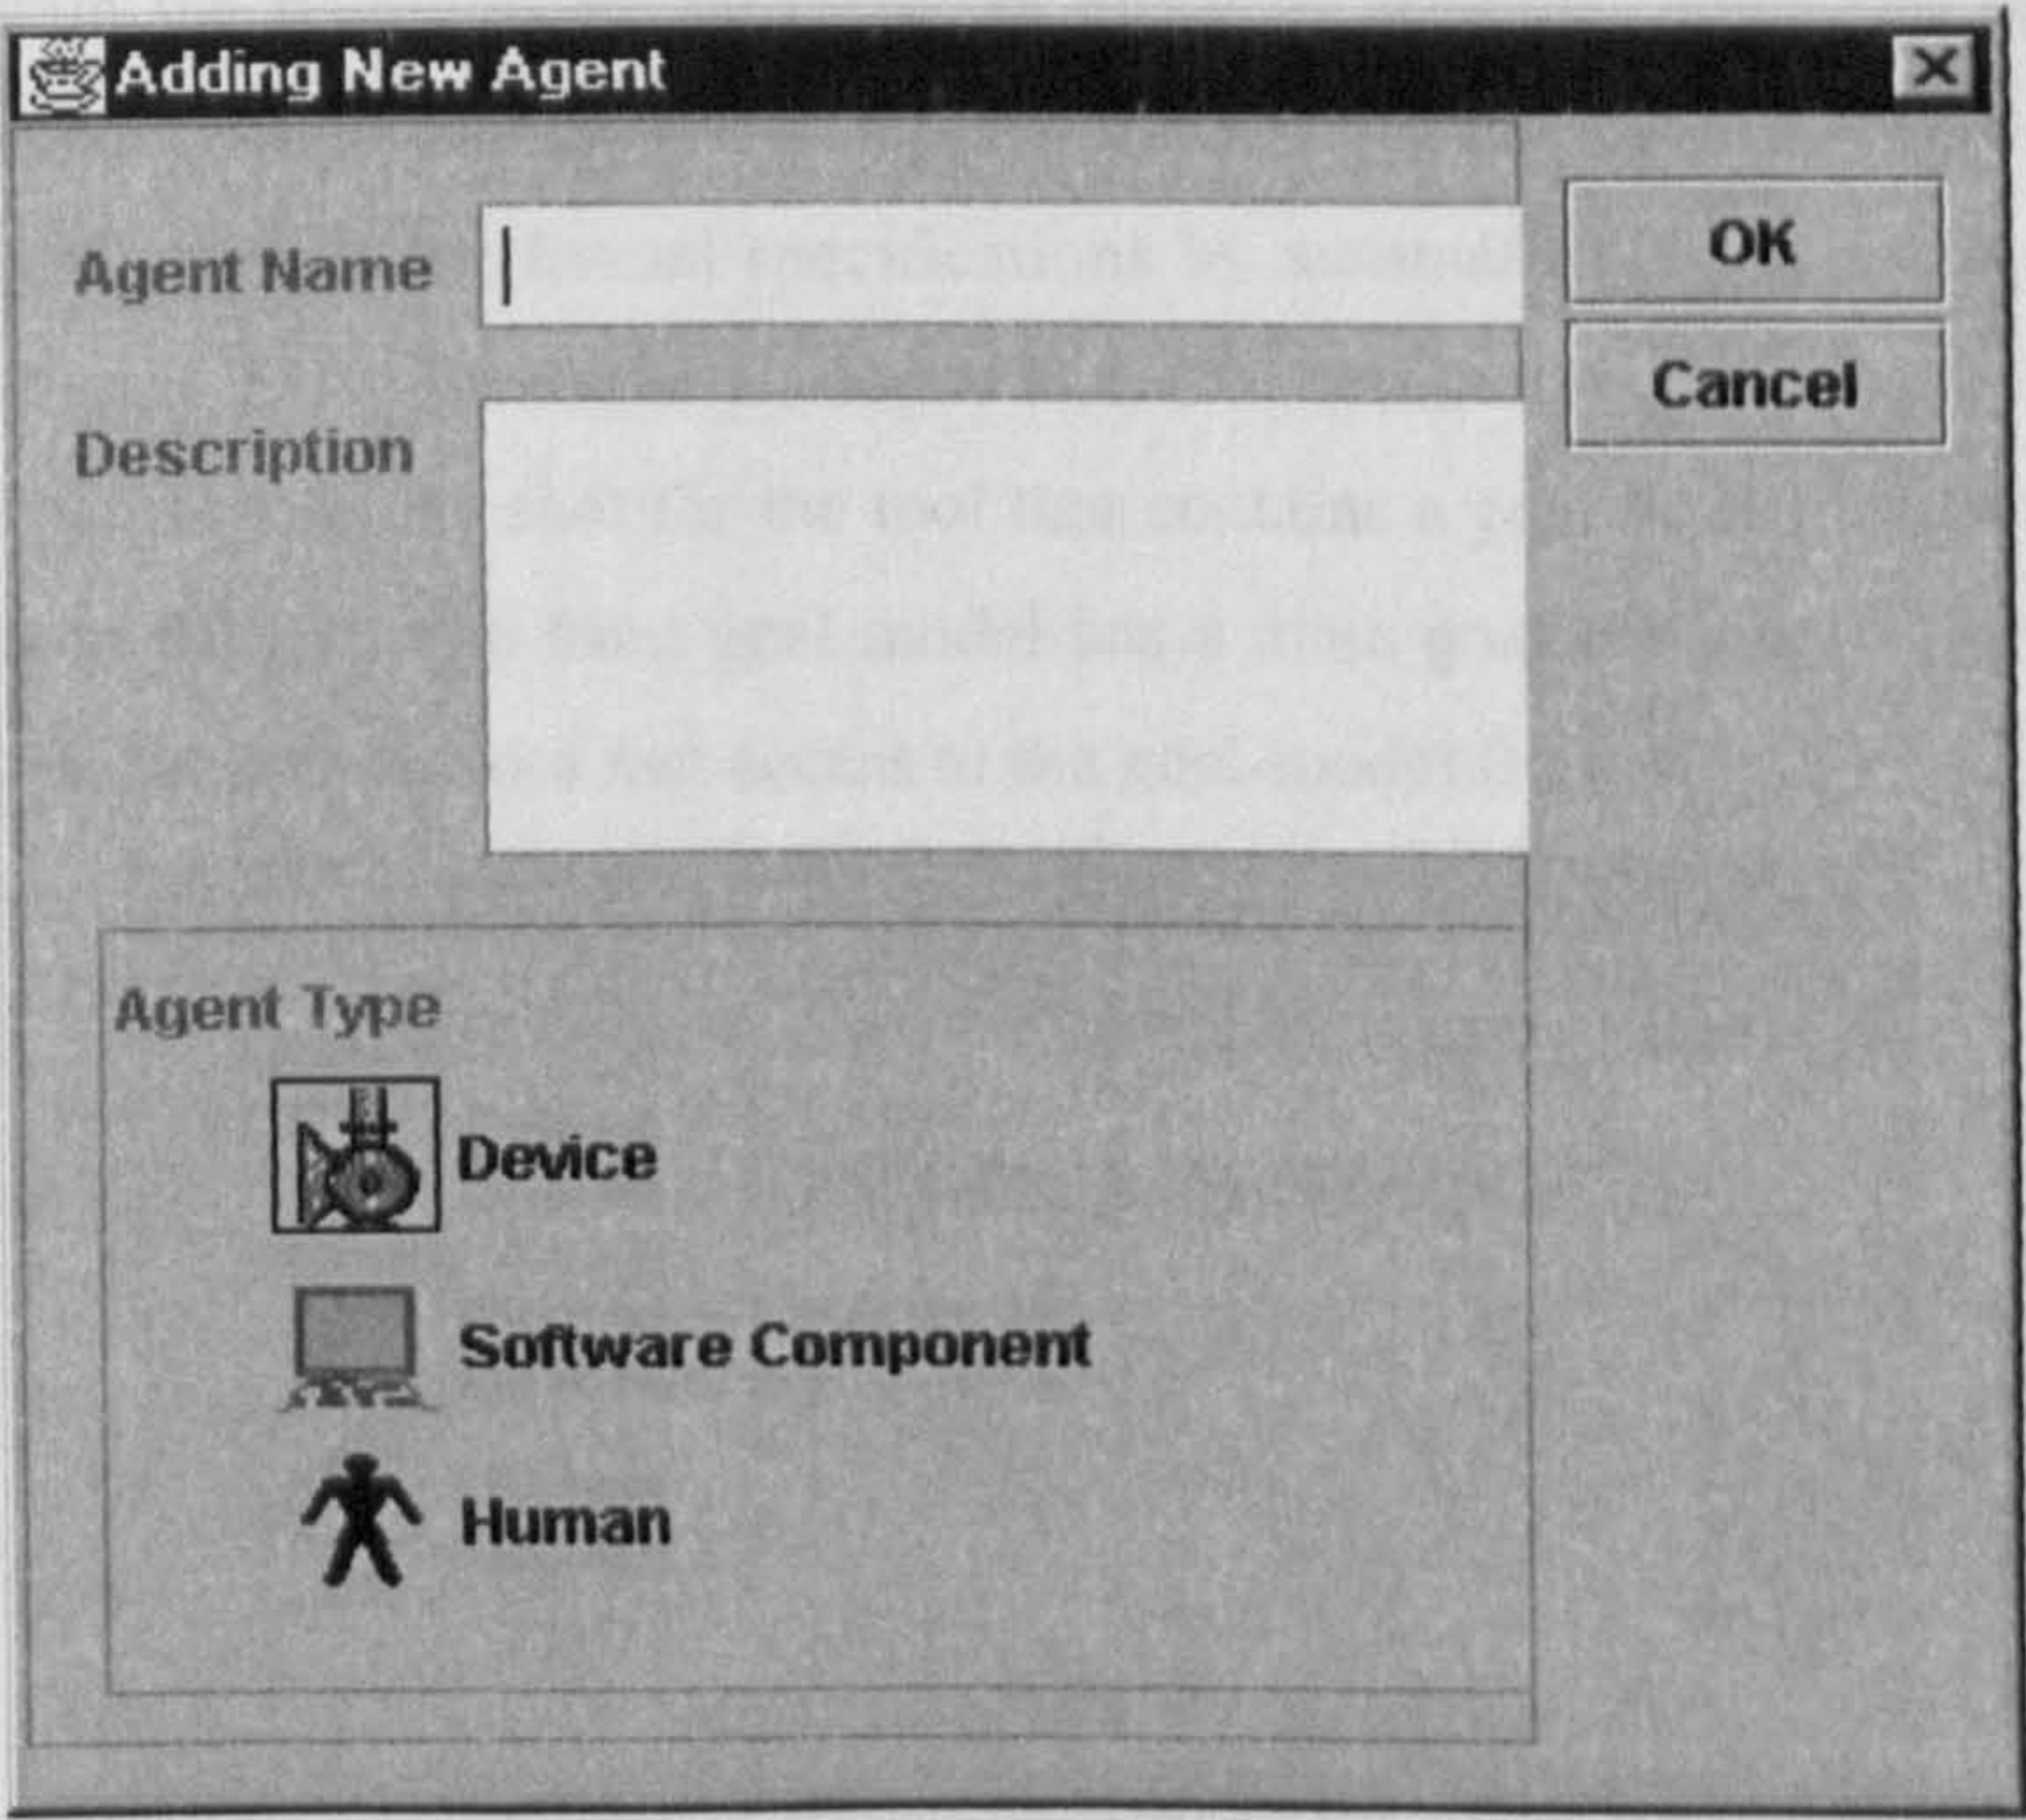 Adding New Agent
Agent Name
OK
Cancel
Description
Agent Type
Device
Software Component
Human